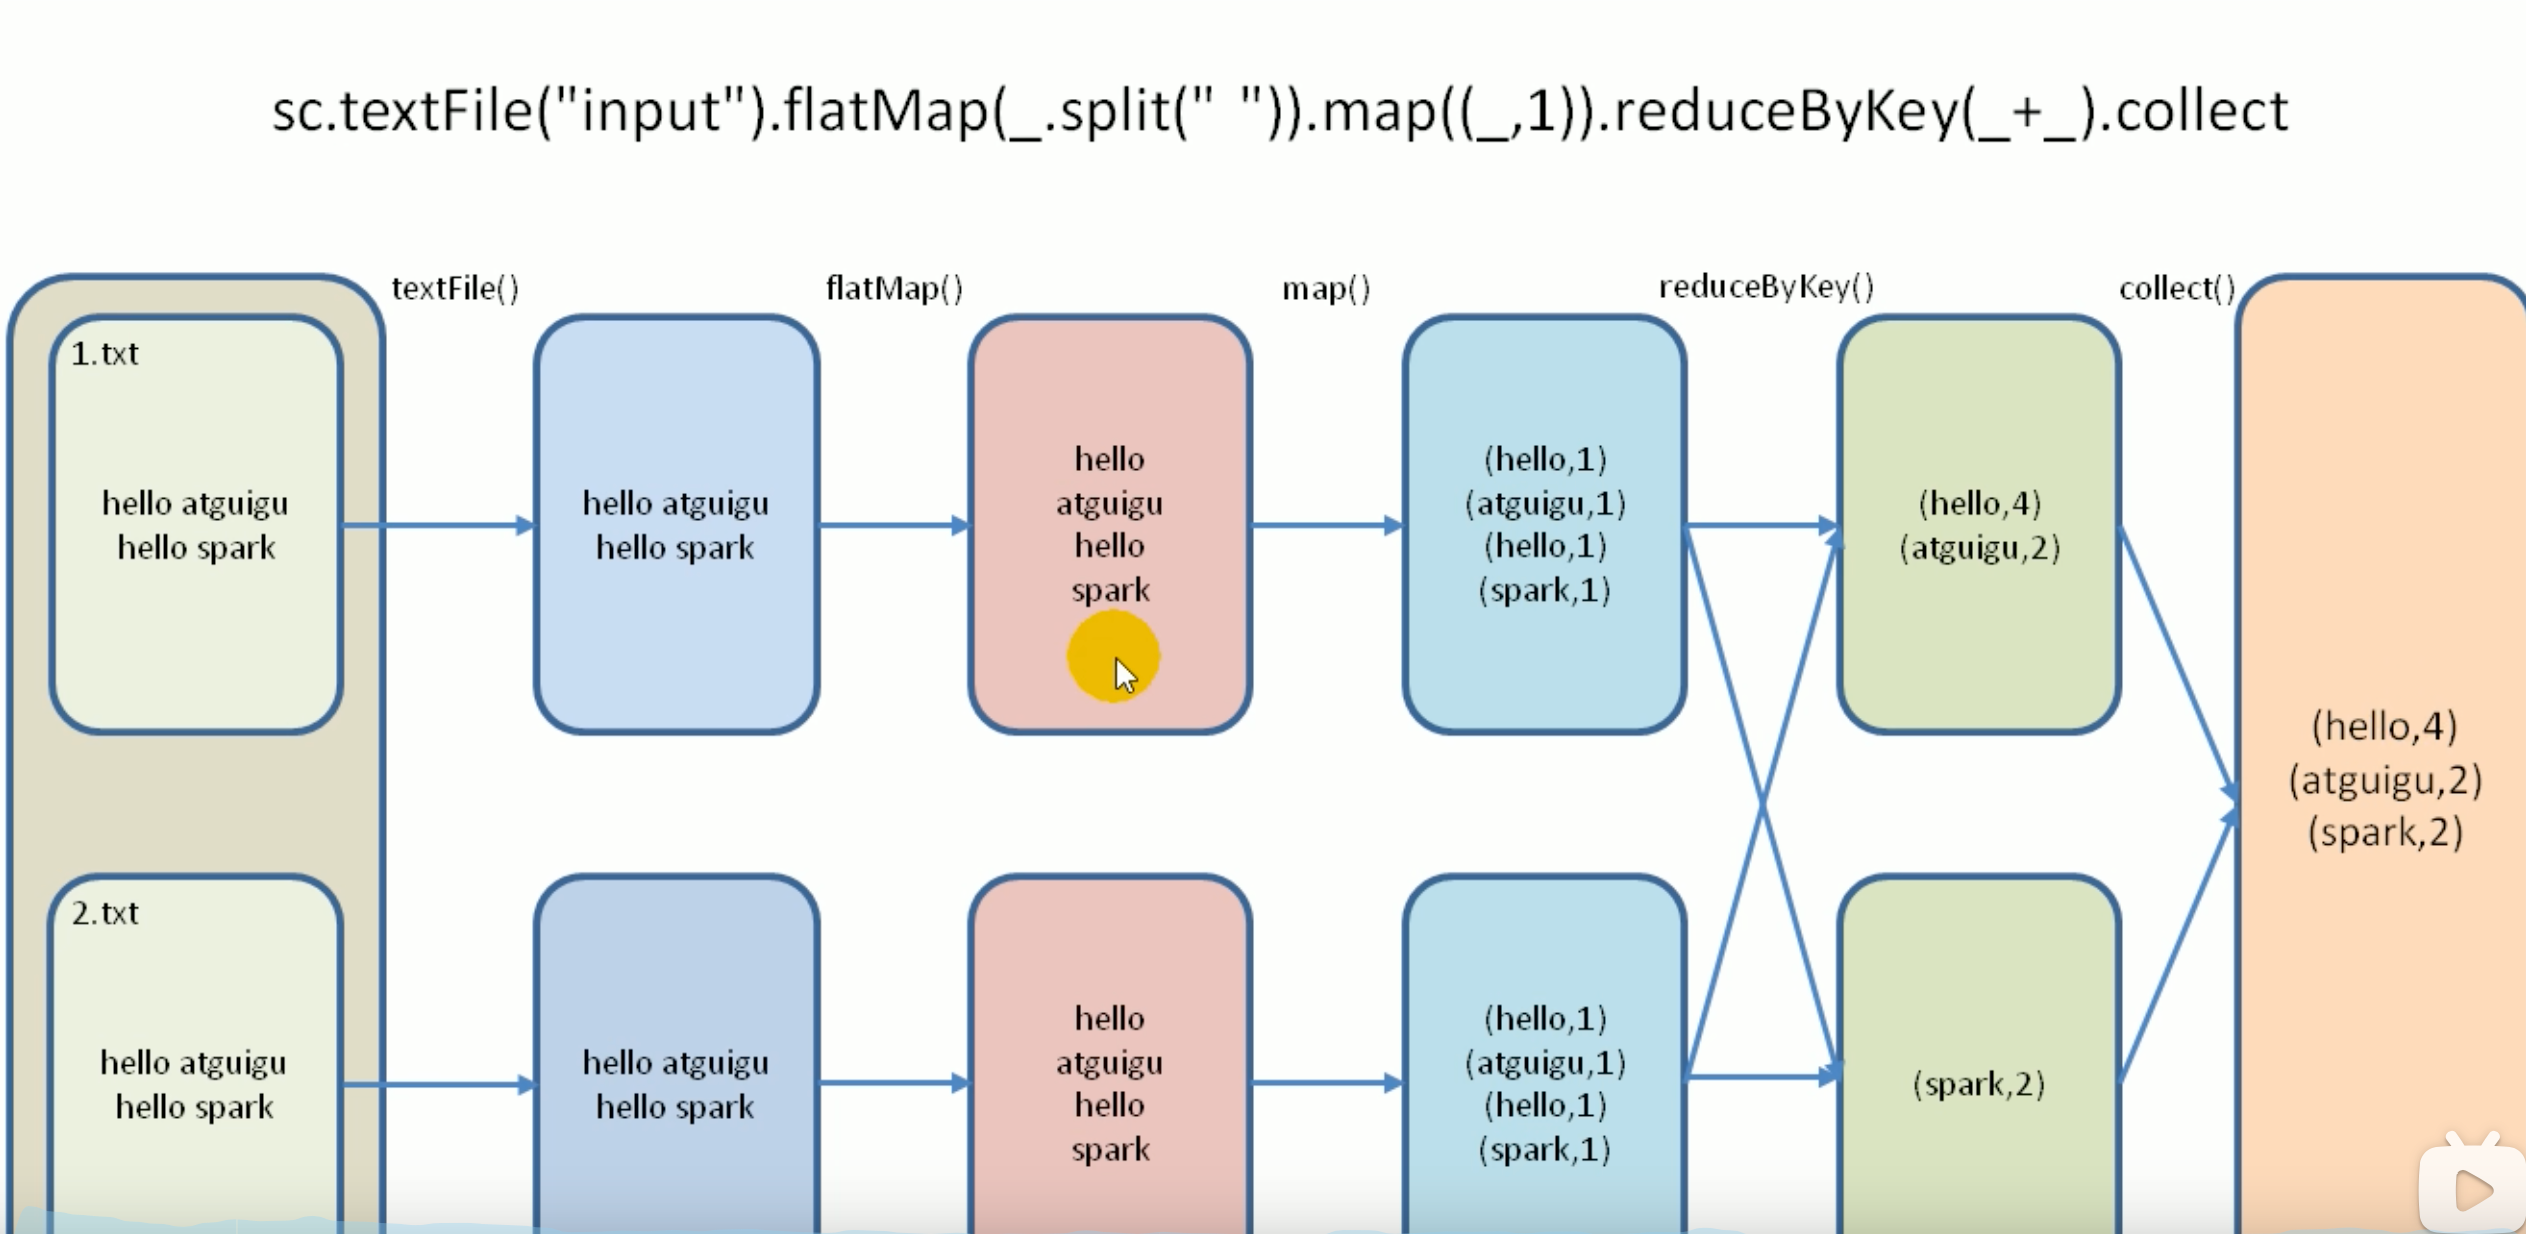 sc.textFile("input").flatMap(_.split(" ")).map((_,1)).reduceByKey(_+_).collect
textFile()
flatMap()
map()
reduceByKey()
collect()
1.txt
hello atguigu
hello spark
hello atguigu
hello spark
hello
atguigu
hello
spark
(hello,1)
(atguigu,1)
(hello,1)
(spark,1)
(hello,4)
(atguigu,2)
(hello,4)
(atguigu,2)
(spark,2)
2.txt
hello atguigu
hello spark
hello atguigu
hello spark
hello
atguigu
hello
spark
(hello,1)
(atguigu,1)
(hello,1)
(spark,1)
(spark,2)